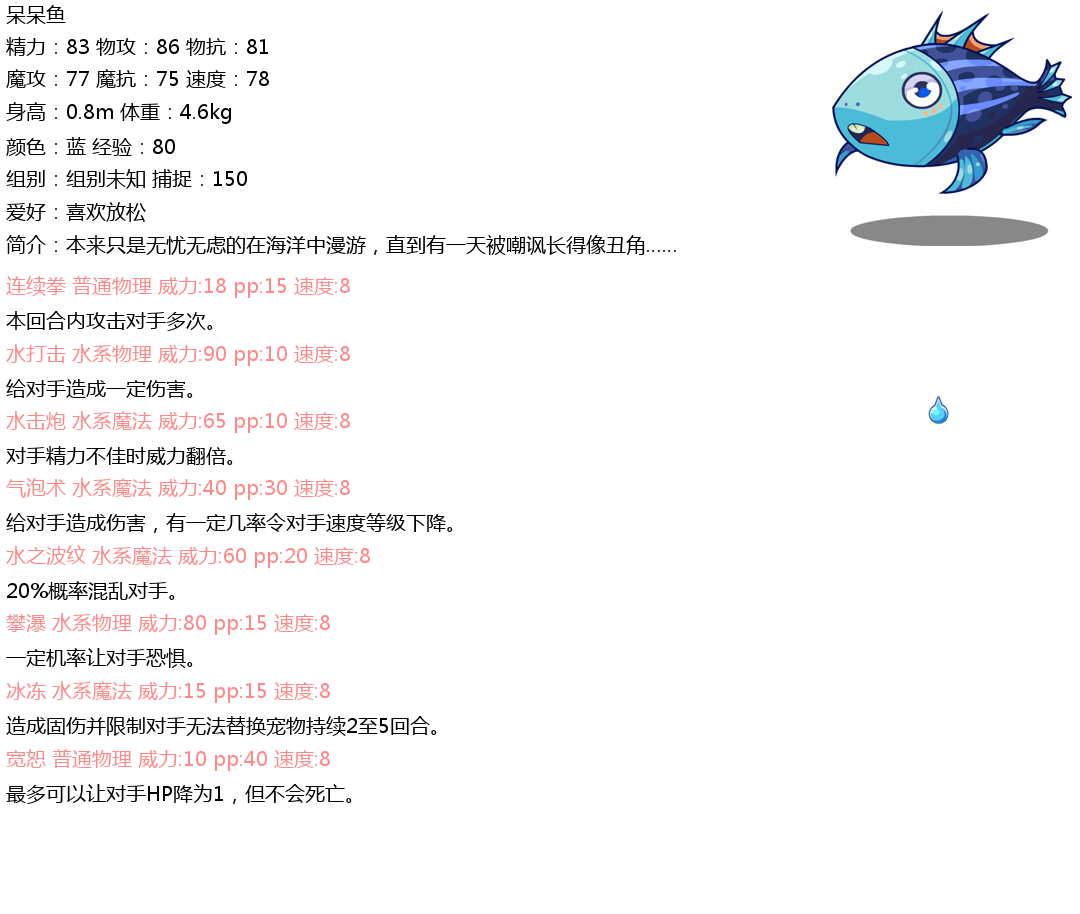 呆呆鱼
精力：83 物攻：86 物抗：81
魔攻：77 魔抗：75 速度：78
身高：0.8m 体重：4.6kg
颜色：蓝 经验：80
组别：组别未知 捕捉：150
爱好：喜欢放松
简介：本来只是无忧无虑的在海洋中漫游，直到有一天被嘲讽长得像丑角……
连续拳 普通物理 威力:18 pp:15 速度:8
本回合内攻击对手多次。
水打击 水系物理 威力:90 pp:10 速度:8
给对手造成一定伤害。
水击炮 水系魔法 威力:65 pp:10 速度:8
对手精力不佳时威力翻倍。
气泡术 水系魔法 威力:40 pp:30 速度:8
给对手造成伤害，有一定几率令对手速度等级下降。
水之波纹 水系魔法 威力:60 pp:20 速度:8
20%概率混乱对手。
攀瀑 水系物理 威力:80 pp:15 速度:8
一定机率让对手恐惧。
冰冻 水系魔法 威力:15 pp:15 速度:8
造成固伤并限制对手无法替换宠物持续2至5回合。
宽恕 普通物理 威力:10 pp:40 速度:8
最多可以让对手HP降为1，但不会死亡。